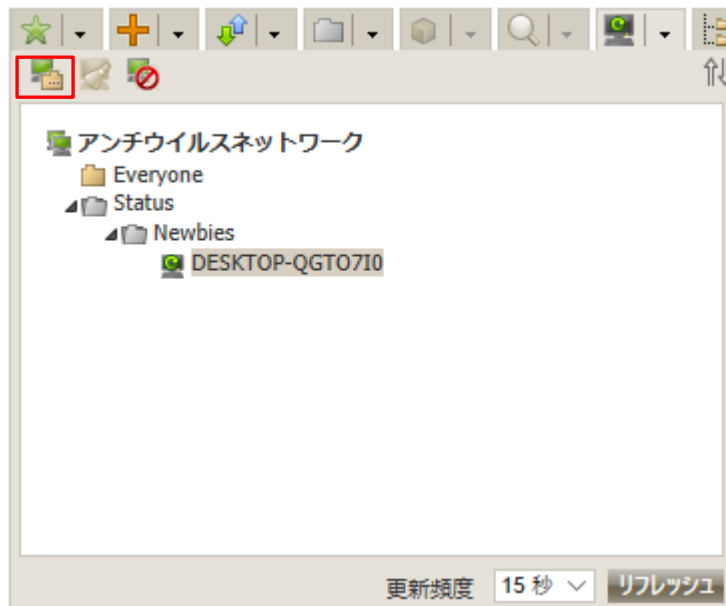 アンチウイルスネットワーク
Everyone
Status
Newbies
DESKTOP-QGTO7I0
更新頻度 15 秒 リフレッシュ